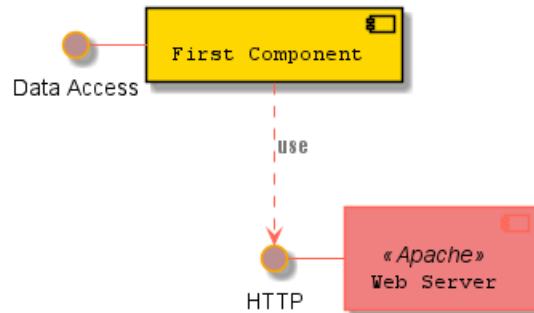 First Component
Data Access
use
«Apache»
Web Server
HTTP